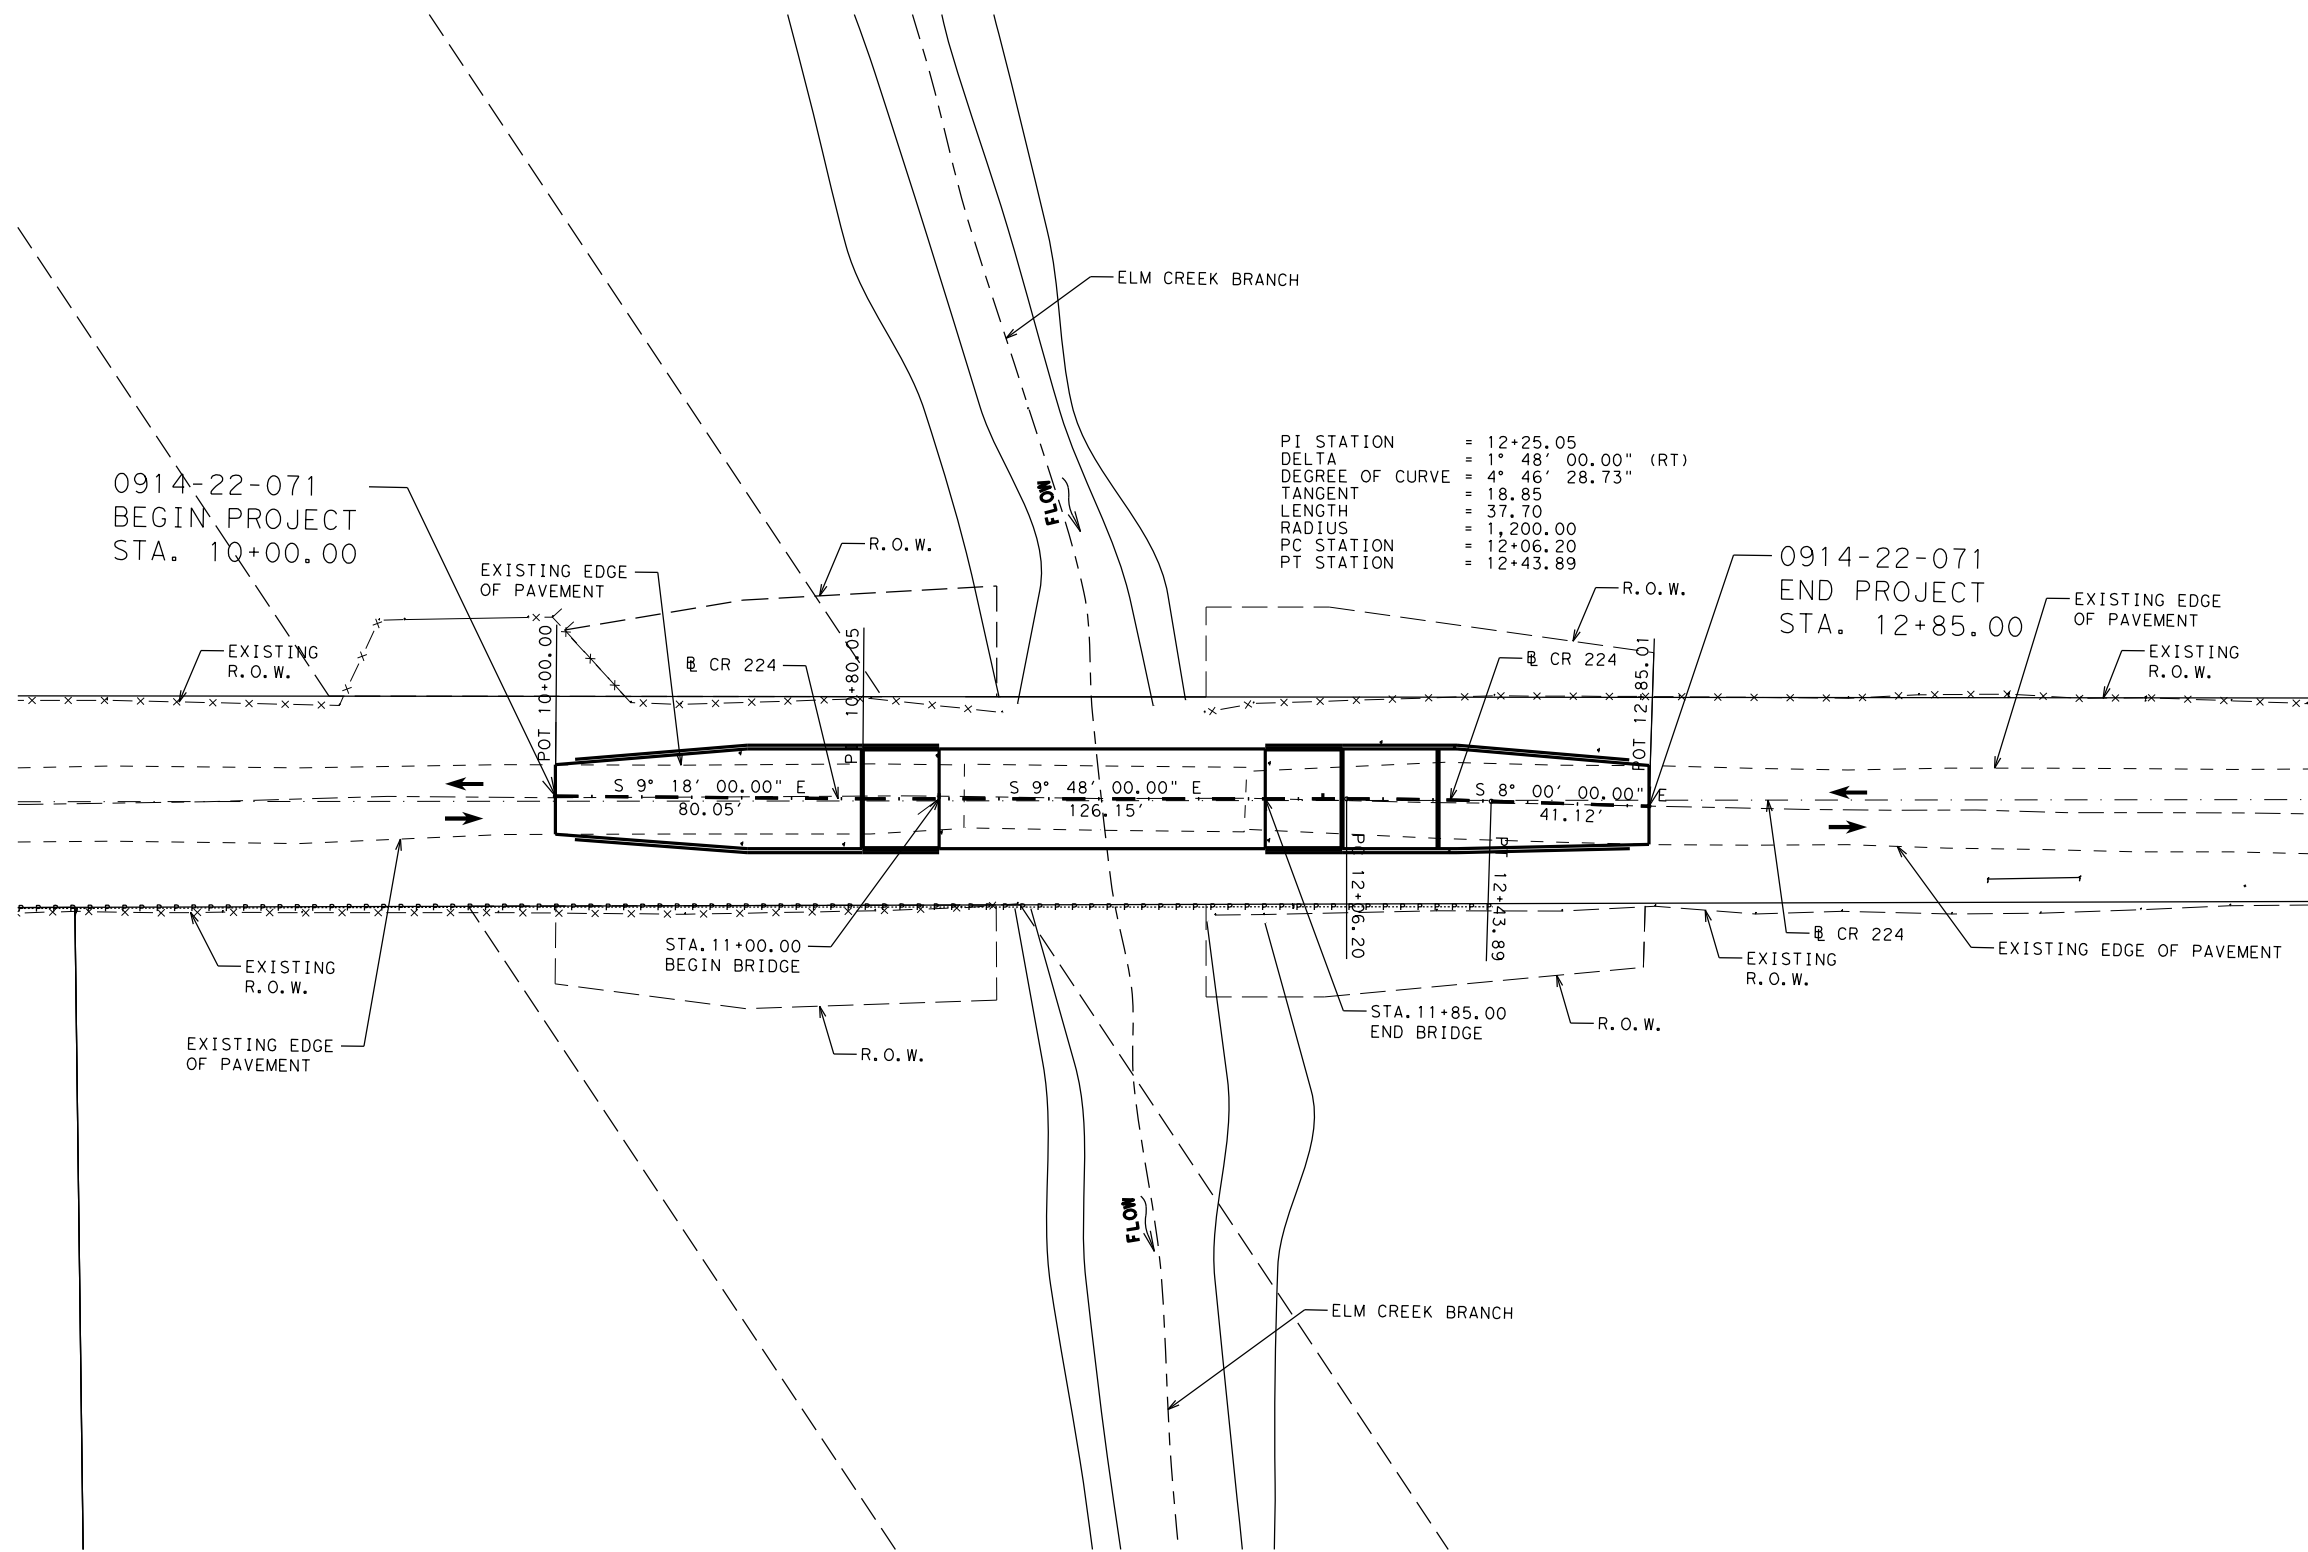 ELM CREEK BRANCH
FLOW
PI STATION = 12+25.05
DELTA = 1° 48' 00.00" (RT)
DEGREE OF CURVE = 4° 46' 28.73"
TANGENT = 18.85
LENGTH = 37.70
RADIUS = 1,200.00
PC STATION = 12+06.20
PT STATION = 12+43.89
0914-22-071
BEGIN PROJECT
STA. 10+00.00
R.O.W.
EXISTING EDGE
OF PAVEMENT
0914-22-071
END PROJECT
STA. 12+85.00
R.O.W.
EXISTING EDGE
OF PAVEMENT
EXISTING
R.O.W.
POT 10+00.00
℄ CR 224
PI 10+80.05
℄ CR 224
POT 12+85.01
EXISTING
R.O.W.
S 9° 18' 00.00" E
80.05'
S 9° 48' 00.00" E
126.15'
S 8° 00' 00.00" E
41.12'
PC 12+06.20
PT 12+43.89
STA.11+00.00
BEGIN BRIDGE
℄ CR 224
EXISTING EDGE OF PAVEMENT
EXISTING
R.O.W.
EXISTING
R.O.W.
STA.11+85.00
END BRIDGE
R.O.W.
EXISTING EDGE
OF PAVEMENT
R.O.W.
FLOW
ELM CREEK BRANCH